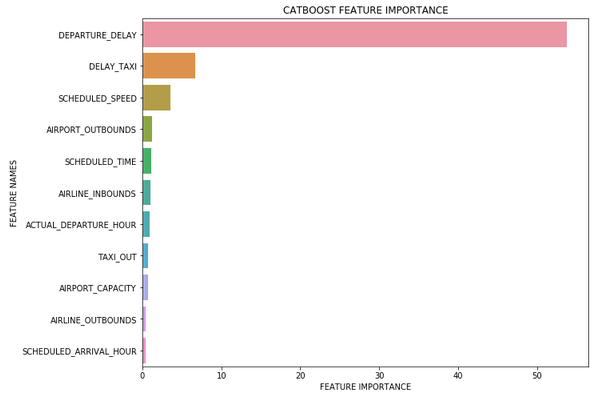 CATBOOST FEATURE IMPORTANCE
FEATURE NAMES
DEPARTURE_DELAY
DELAY_TAXI
SCHEDULED_SPEED
AIRPORT_OUTBOUNDS
SCHEDULED_TIME
AIRLINE_INBOUNDS
ACTUAL_DEPARTURE_HOUR
TAXI_OUT
AIRPORT_CAPACITY
AIRLINE_OUTBOUNDS
SCHEDULED_ARRIVAL_HOUR
0 10 20 30 40 50
FEATURE IMPORTANCE